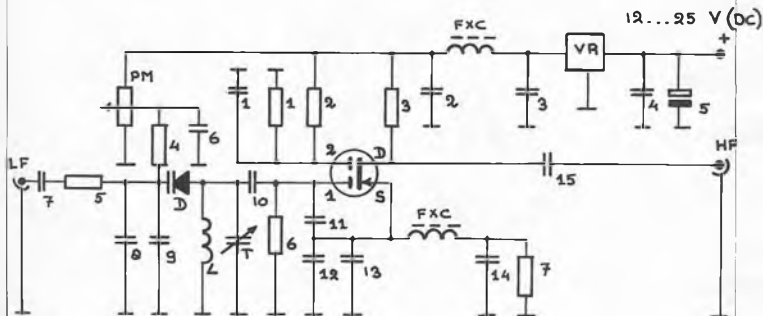 12...25 V (DC)
FXC
+
VR
PM
1 1 2 3 2 3 4 5
4 6
2 D
LF HF
7 5 D 10 1 S 15
11 FXC
8 9 L T 6 12 13 14 7